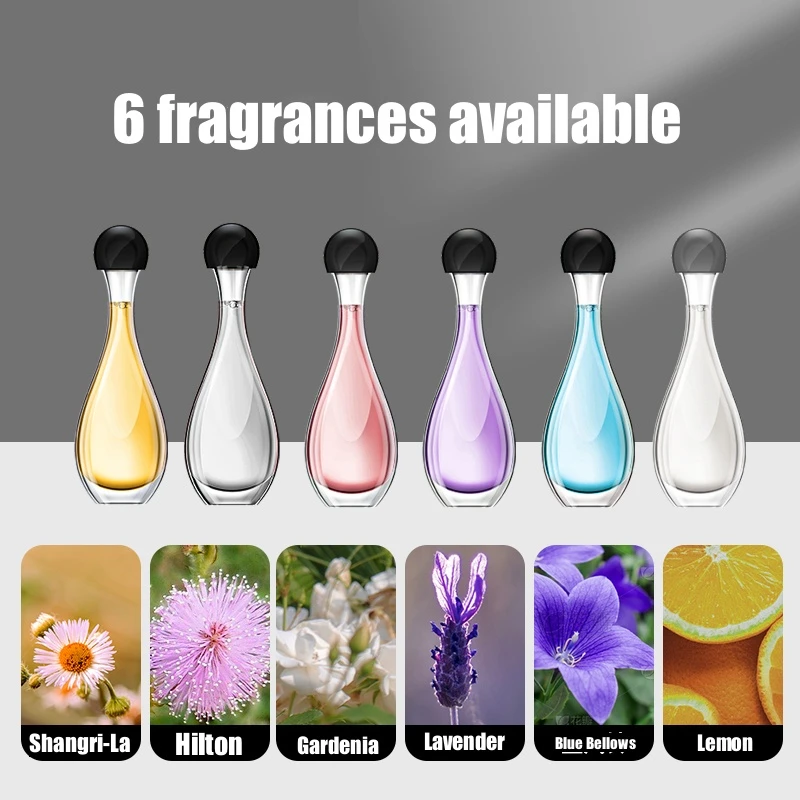 6 fragrances available
Shangri-La
Hilton
Gardenia
Lavender
Blue Bellows
Lemon